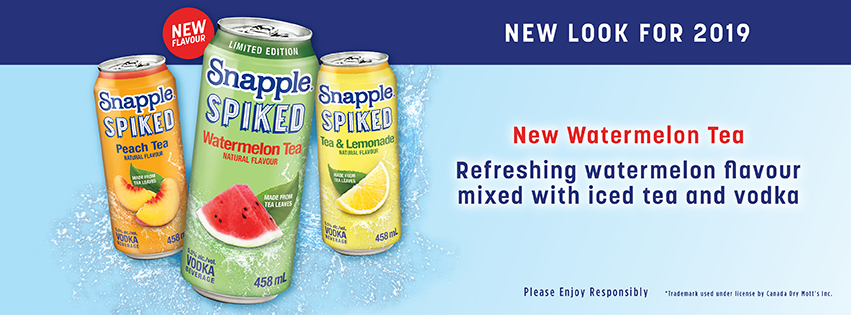 NEW LOOK FOR 2019
NEW
FLAVOUR
Snapple
SPIKED
Peach Tea
NATURAL FLAVOUR
MADE FROM
TEA LEAVES
VODKA
BEVERAGE
458 mL
LIMITED EDITION
Snapple
SPIKED
Watermelon Tea
NATURAL FLAVOUR
MADE FROM
TEA LEAVES
VODKA
BEVERAGE
458 mL
Snapple
SPIKED
Tea & Lemonade
NATURAL FLAVOUR
MADE FROM
TEA LEAVES
VODKA
BEVERAGE
458 mL
New Watermelon Tea
Refreshing watermelon flavour
mixed with iced tea and vodka
Please Enjoy Responsibly
*Trademark used under license by Canada Dry Mott's Inc.